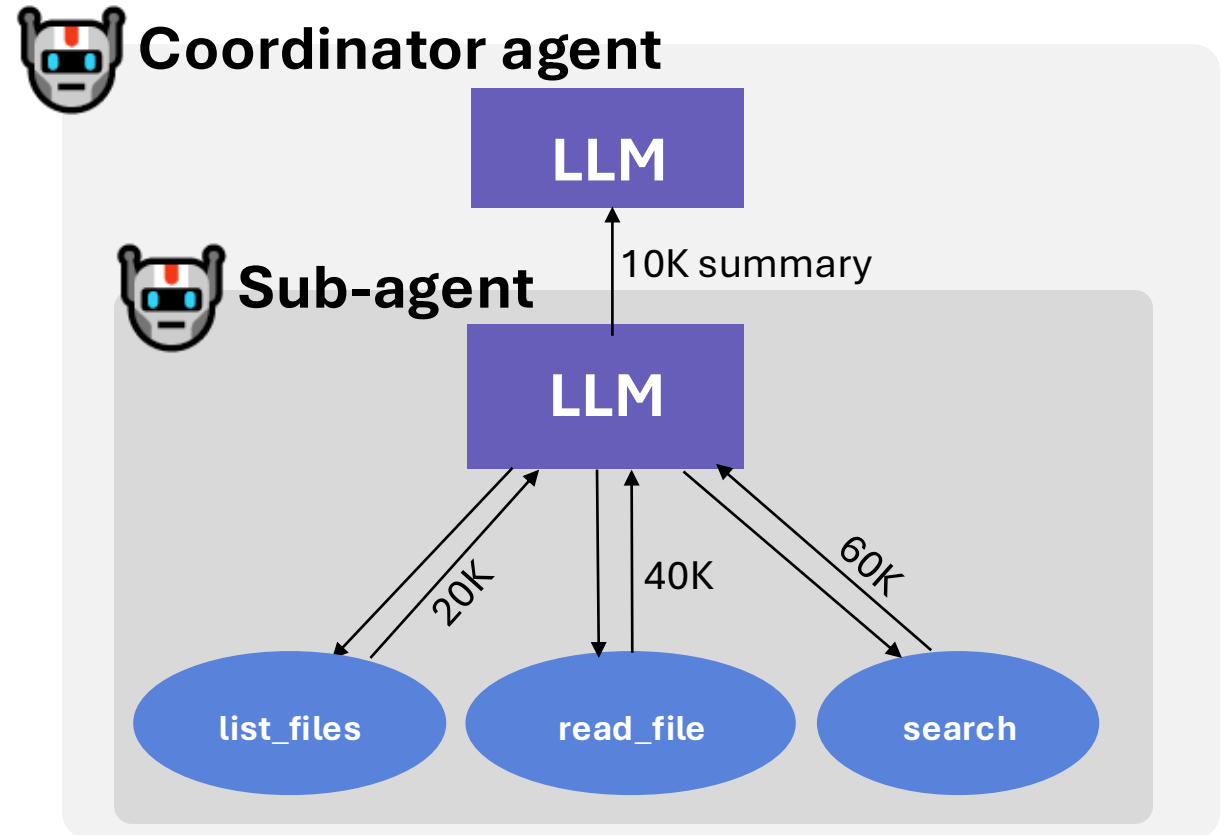 Coordinator agent
LLM
10K summary
Sub-agent
LLM
20K
40K
60K
list_files
read_file
search